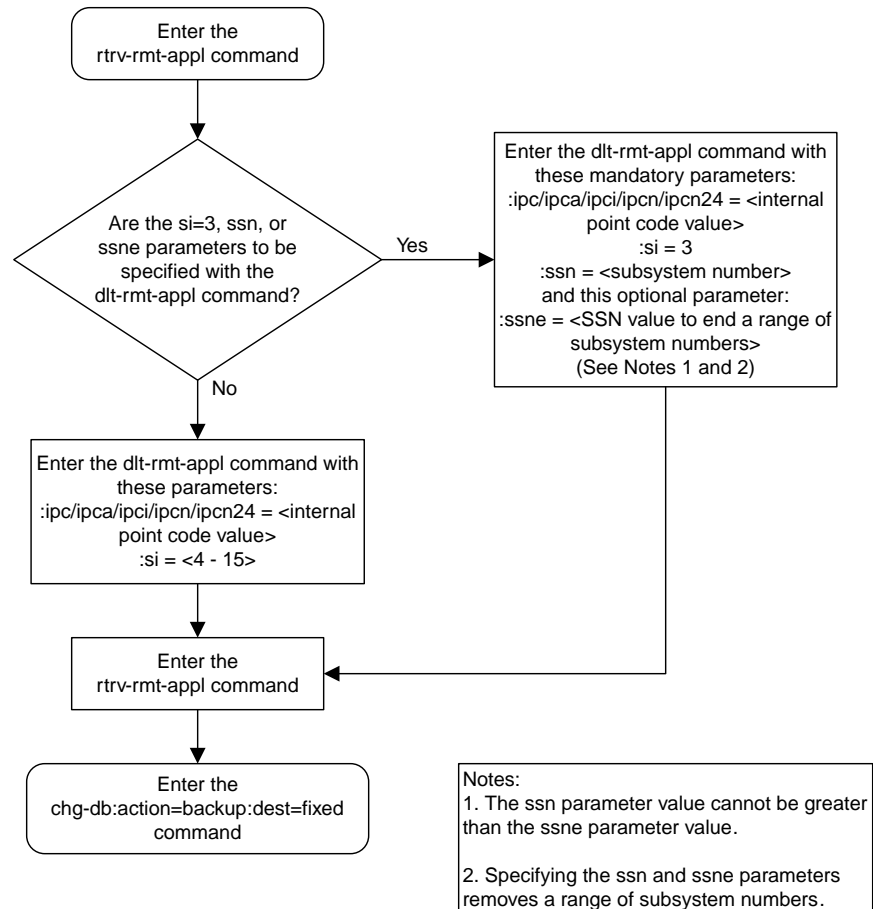 Enter the
rtrv-rmt-appl command
Are the si=3, ssn, or
ssne parameters to be
specified with the
dlt-rmt-appl command?
Yes
Enter the dlt-rmt-appl command with
these mandatory parameters:
:ipc/ipca/ipci/ipcn/ipcn24 = <internal
point code value>
:si = 3
:ssn = <subsystem number>
and this optional parameter:
:ssne = <SSN value to end a range of
subsystem numbers>
(See Notes 1 and 2)
No
Enter the dlt-rmt-appl command with
these parameters:
:ipc/ipca/ipci/ipcn/ipcn24 = <internal
point code value>
:si = <4 - 15>
Enter the
rtrv-rmt-appl command
Enter the
chg-db:action=backup:dest=fixed
command
Notes:
1. The ssn parameter value cannot be greater
than the ssne parameter value.
2. Specifying the ssn and ssne parameters
removes a range of subsystem numbers.